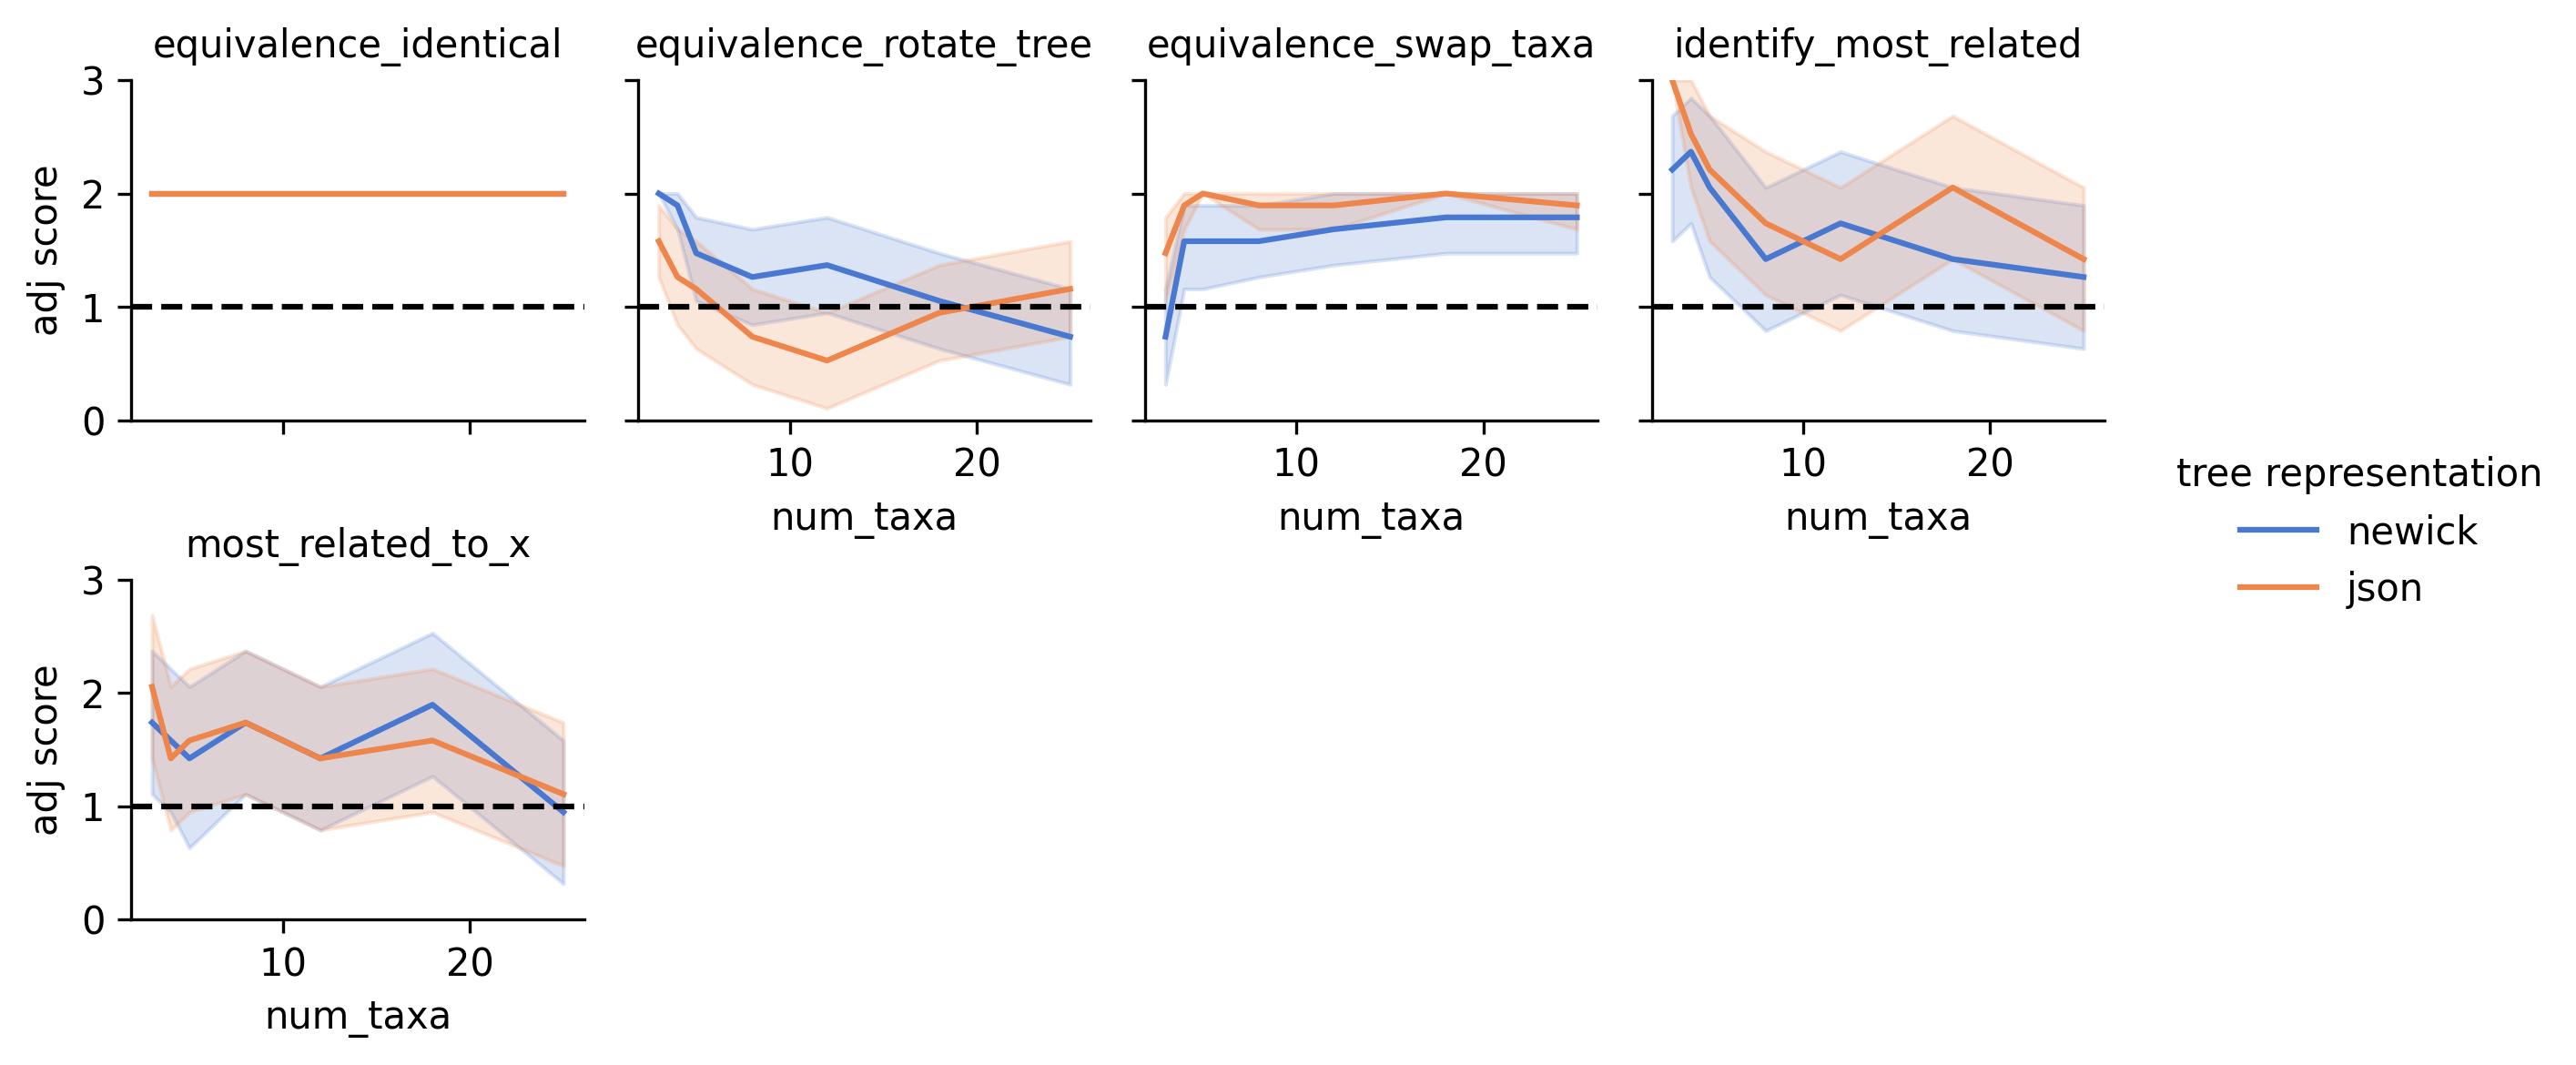 equivalence_identical
equivalence_rotate_tree
equivalence_swap_taxa
identify_most_related
3
2
1
0
adj score
10
20
num_taxa
10
20
num_taxa
10
20
num_taxa
tree representation
newick
json
most_related_to_x
3
2
1
0
adj score
10
20
num_taxa